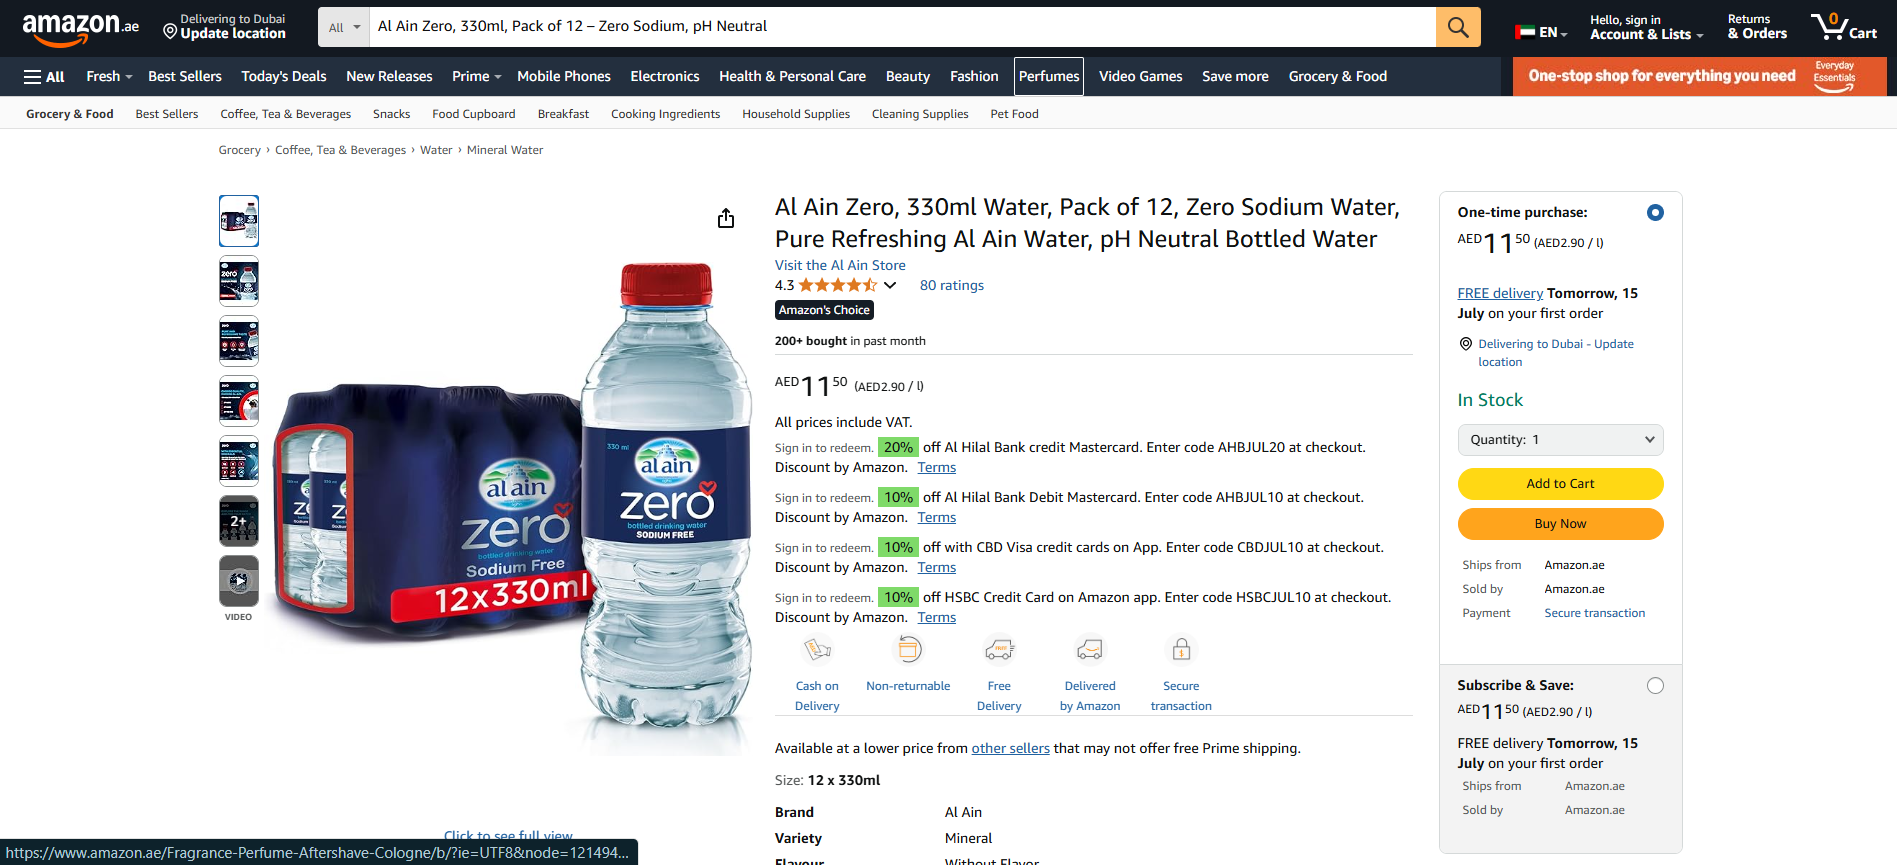 amazon.ae
Delivering to Dubai
Update location
All
Al Ain Zero, 330ml, Pack of 12 – Zero Sodium, pH Neutral
EN
Hello, sign in
Account & Lists
Returns
& Orders
0
Cart
All
Fresh
Best Sellers
Today's Deals
New Releases
Prime
Mobile Phones
Electronics
Health & Personal Care
Beauty
Fashion
Perfumes
Video Games
Save more
Grocery & Food
One-stop shop for everything you need
Everyday
Essentials
Grocery & Food
Best Sellers
Coffee, Tea & Beverages
Snacks
Food Cupboard
Breakfast
Cooking Ingredients
Household Supplies
Cleaning Supplies
Pet Food
Grocery › Coffee, Tea & Beverages › Water › Mineral Water
2+
VIDEO
al ain
zero
bottled drinking water
Sodium Free
12x330ml
330 ml
al ain
zero
bottled drinking water
SODIUM FREE
Click to see full view
Al Ain Zero, 330ml Water, Pack of 12, Zero Sodium Water,
Pure Refreshing Al Ain Water, pH Neutral Bottled Water
Visit the Al Ain Store
4.3
80 ratings
Amazon's Choice
200+ bought in past month
AED 11 50 (AED2.90 / l)
All prices include VAT.
Sign in to redeem. 20% off Al Hilal Bank credit Mastercard. Enter code AHBJUL20 at checkout.
Discount by Amazon. Terms
Sign in to redeem. 10% off Al Hilal Bank Debit Mastercard. Enter code AHBJUL10 at checkout.
Discount by Amazon. Terms
Sign in to redeem. 10% off with CBD Visa credit cards on App. Enter code CBDJUL10 at checkout.
Discount by Amazon. Terms
Sign in to redeem. 10% off HSBC Credit Card on Amazon app. Enter code HSBCJUL10 at checkout.
Discount by Amazon. Terms
Cash on
Delivery
Non-returnable
Free
Delivery
Delivered
by Amazon
Secure
transaction
Available at a lower price from other sellers that may not offer free Prime shipping.
Size: 12 x 330ml
Brand Al Ain
Variety Mineral
Flavour Without Flavor
One-time purchase:
AED 11 50 (AED2.90 / l)
FREE delivery Tomorrow, 15
July on your first order
Delivering to Dubai - Update
location
In Stock
Quantity: 1
Add to Cart
Buy Now
Ships from Amazon.ae
Sold by Amazon.ae
Payment Secure transaction
Subscribe & Save:
AED 11 50 (AED2.90 / l)
FREE delivery Tomorrow, 15
July on your first order
Ships from Amazon.ae
Sold by Amazon.ae
https://www.amazon.ae/Fragrance-Perfume-Aftershave-Cologne/b/?ie=UTF8&node=121494...